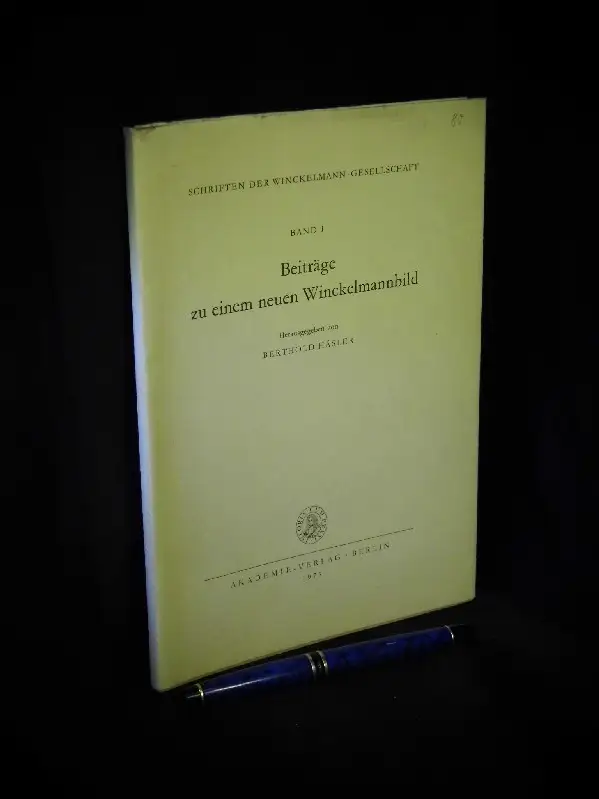 SCHRIFTEN DER WINCKELMANN-GESELLSCHAFT
BAND I
Beiträge
zu einem neuen Winckelmannbild
Herausgegeben von
BERTHOLD HÄSLER
AKADEMIE-VERLAG · BERLIN